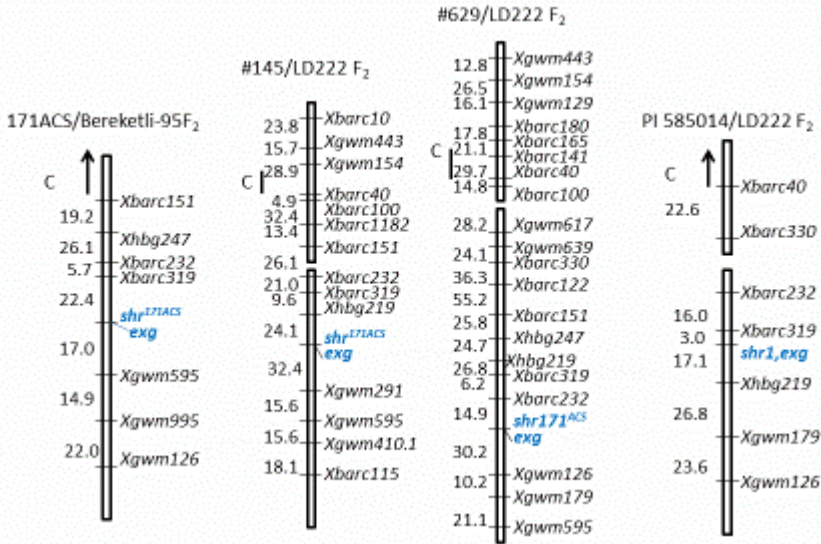 171ACS/Bereketli-95F2
C
Xbarc151
19.2
Xhbg247
26.1
Xbarc232
5.7
Xbarc319
22.4
shr171ACS
exg
17.0
Xgwm595
14.9
Xgwm995
22.0
Xgwm126
#145/LD222 F2
Xbarc10
23.8
Xgwm443
15.7
Xgwm154
28.9
C
Xbarc40
4.9
Xbarc100
32.4
Xbarc1182
13.4
Xbarc151
26.1
Xbarc232
21.0
Xbarc319
9.6
Xhbg219
24.1
shr171ACS
exg
32.4
Xgwm291
15.6
Xgwm595
15.6
Xgwm410.1
18.1
Xbarc115
#629/LD222 F2
Xgwm443
12.8
Xgwm154
26.5
Xgwm129
16.1
Xbarc180
17.8
Xbarc165
21.1
C
Xbarc141
29.7
Xbarc40
14.8
Xbarc100
28.2
Xgwm617
24.1
Xgwm639
Xbarc330
36.3
Xbarc122
55.2
Xbarc151
25.8
Xhbg247
24.7
Xhbg219
26.8
Xbarc319
6.2
Xbarc232
14.9
shr171ACS
exg
30.2
Xgwm126
10.2
Xgwm179
21.1
Xgwm595
PI 585014/LD222 F2
C
Xbarc40
22.6
Xbarc330
Xbarc232
16.0
Xbarc319
3.0
shr1,exg
17.1
Xhbg219
26.8
Xgwm179
23.6
Xgwm126